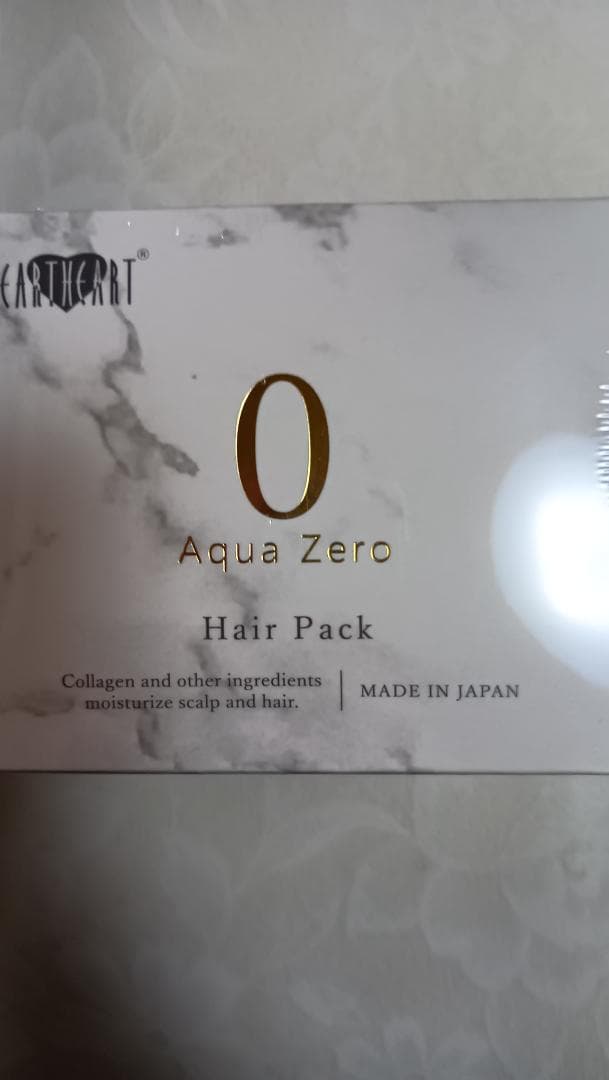 EARTHEART®
0
Aqua Zero
Hair Pack
Collagen and other ingredients
moisturize scalp and hair.
MADE IN JAPAN